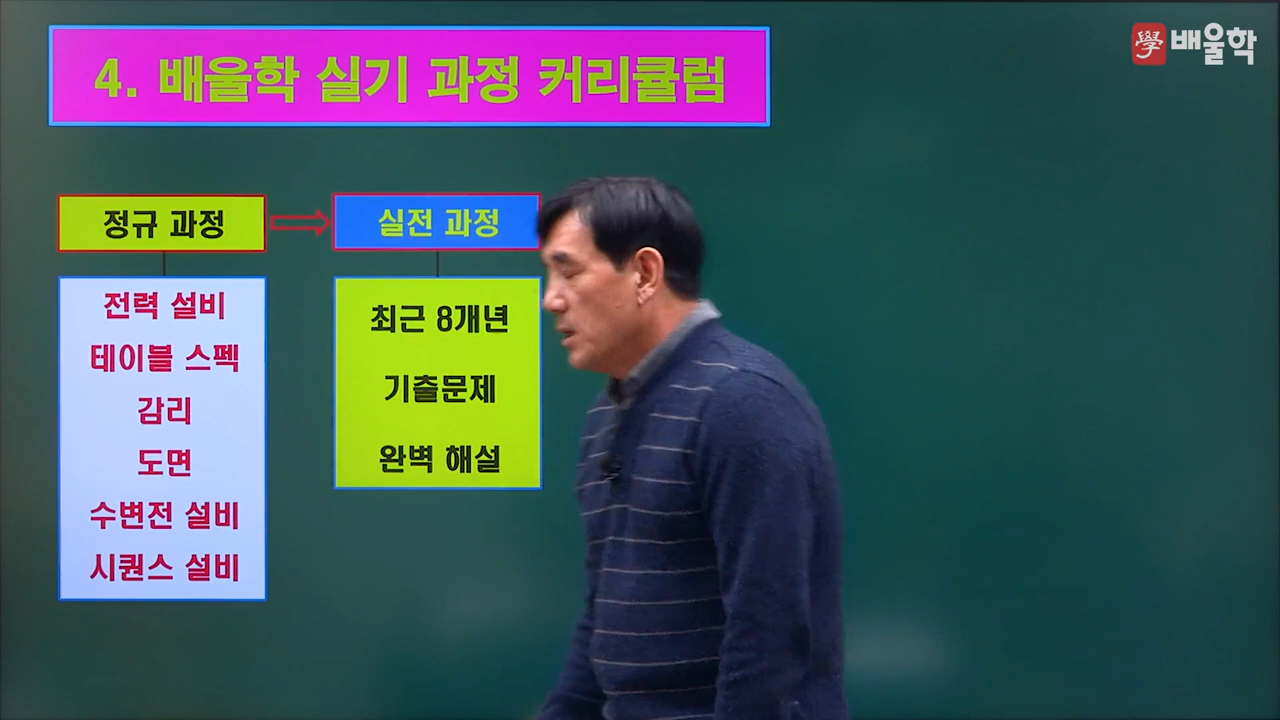 4. 배울학 실기 과정 커리큘럼
學 배울학
정규 과정
실전 과정
전력 설비
테이블 스펙
감리
도면
수변전 설비
시퀀스 설비
최근 8개년
기출문제
완벽 해설